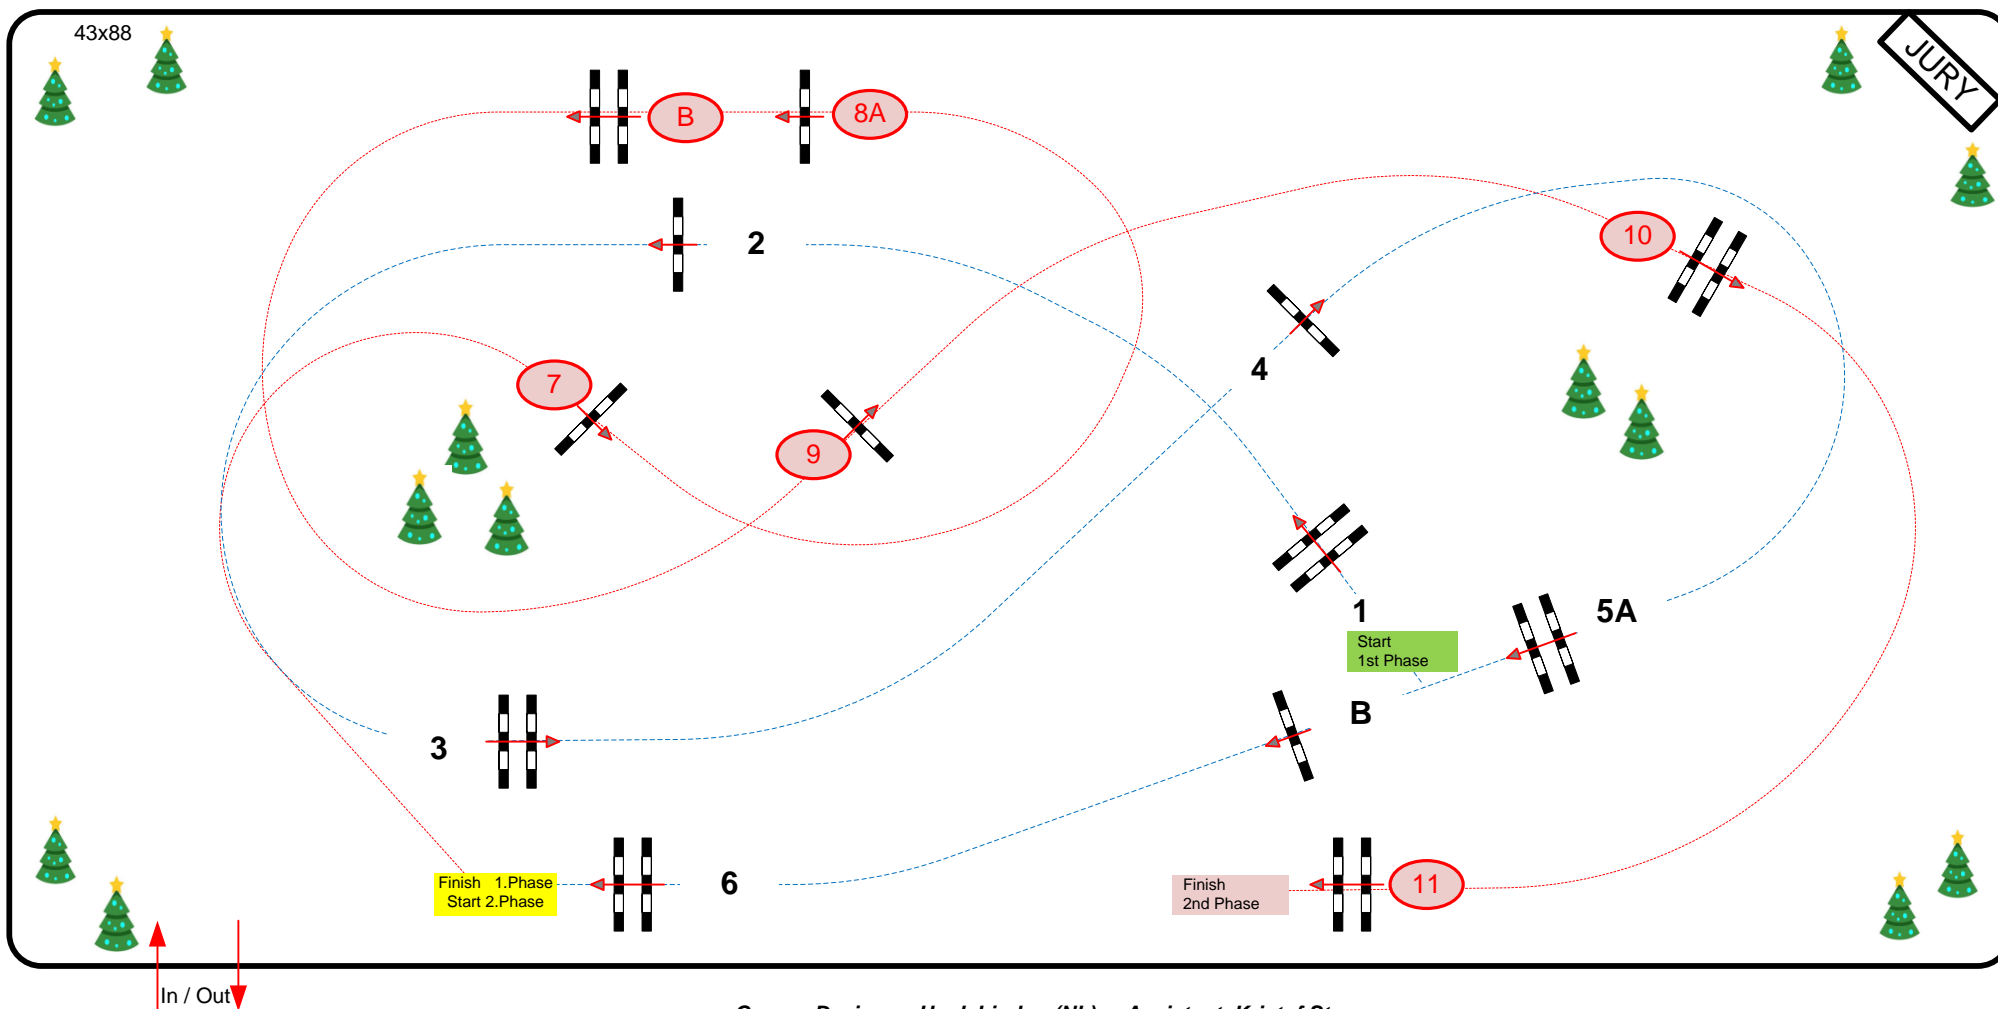 43x88
JURY
B
8A
2
10
4
7
9
1
5A
Start
1st Phase
B
3
6
Finish 1.Phase
Start 2.Phase
11
Finish
2nd Phase
In / Out